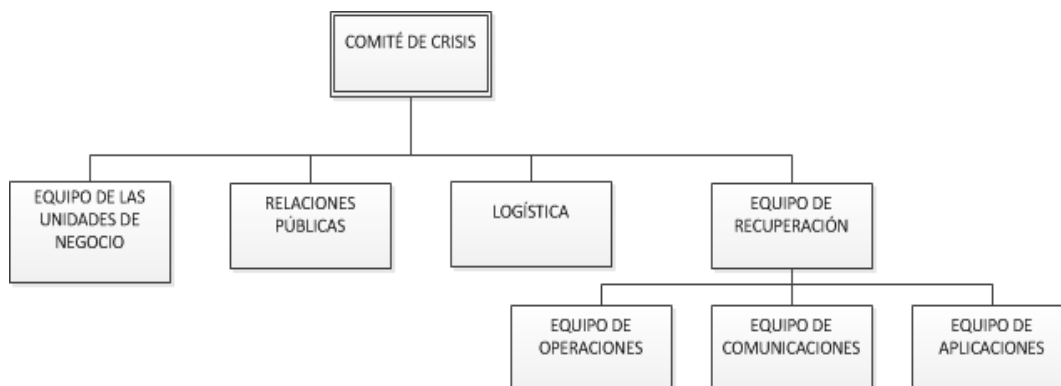 COMITÉ DE CRISIS
EQUIPO DE LAS
UNIDADES DE
NEGOCIO
RELACIONES
PÚBLICAS
LOGÍSTICA
EQUIPO DE
RECUPERACIÓN
EQUIPO DE
OPERACIONES
EQUIPO DE
COMUNICACIONES
EQUIPO DE
APLICACIONES